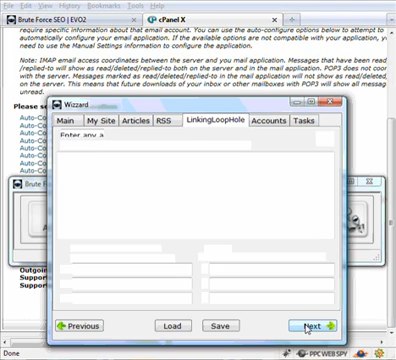 File Edit View History Bookmarks Tools Help
Brute Force SEO | EVO2
cPanel X
require specific information about that email account. You can use the auto-configure options below to attempt to
automatically configure your email application. If the available options are not compatible with your application, you
need to use the Manual Settings information to configure the application.
Note: IMAP email access coordinates between the server and you mail application. Messages that have been read
/replied-to will show as read/deleted/replied-to both on the server and in the mail application. POP3 does not coor
with the server. Messages marked as read/deleted/replied-to in the mail application will not show as read/deleted
on the server. This means that future downloads of your inbox or other mailboxes with POP3 will show all messag
unread.
Please se
Wizzard
Main My Site Articles RSS LinkingLoopHole Accounts Tasks
Enter any a
Auto-Co
Auto-Co
Auto-Co
Auto-Co
Auto-Co
Auto-Co
Brute
Outgoin
Support
Support
Previous Load Save Next
Done
PPC WEB SPY